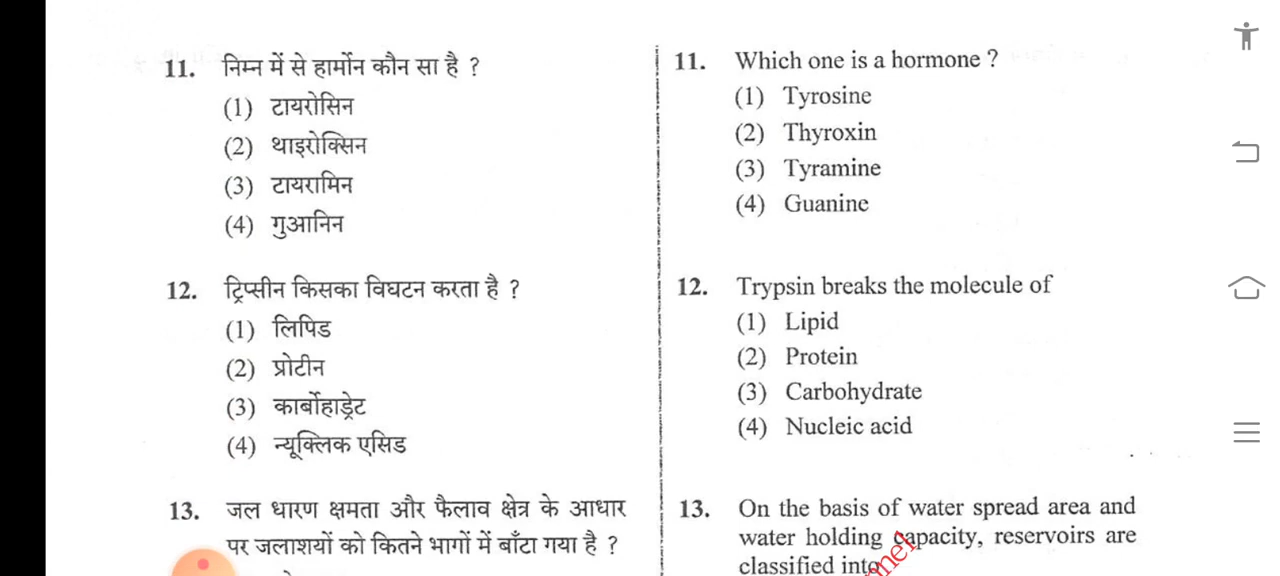 11. निम्न में से हार्मोन कौन सा है ?
(1) टायरोसिन
(2) थाइरोक्सिन
(3) टायरामिन
(4) गुआनिन
12. ट्रिप्सीन किसका विघटन करता है ?
(1) लिपिड
(2) प्रोटीन
(3) कार्बोहाड्रेट
(4) न्यूक्लिक एसिड
13. जल धारण क्षमता और फैलाव क्षेत्र के आधार
पर जलाशयों को कितने भागों में बाँटा गया है ?
11. Which one is a hormone ?
(1) Tyrosine
(2) Thyroxin
(3) Tyramine
(4) Guanine
12. Trypsin breaks the molecule of
(1) Lipid
(2) Protein
(3) Carbohydrate
(4) Nucleic acid
13. On the basis of water spread area and
water holding capacity, reservoirs are
classified into